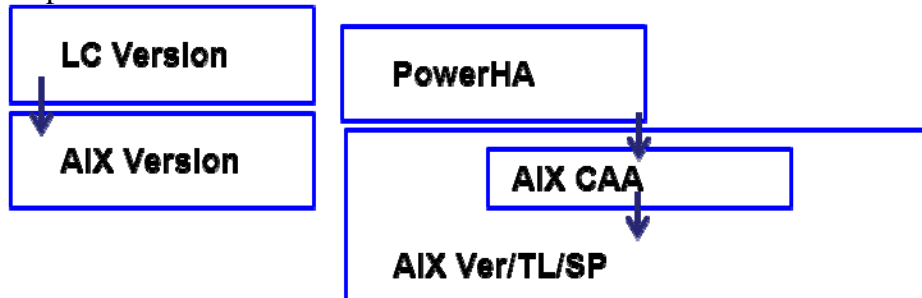 LC Version
AIX Version
PowerHA
AIX CAA
AIX Ver/TL/SP